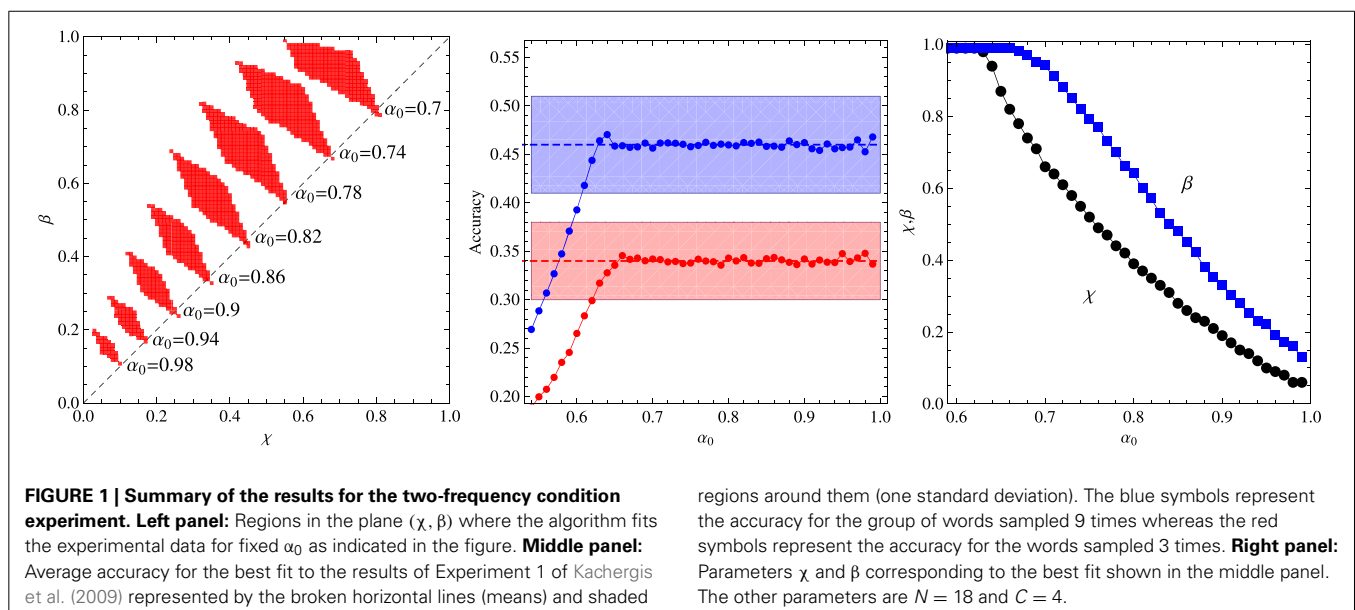 1.0
0.8
0.6
0.4
0.2
0.0
β
0.0 0.2 0.4 0.6 0.8 1.0
χ
α0=0.7
α0=0.74
α0=0.78
α0=0.82
α0=0.86
α0=0.9
α0=0.94
α0=0.98
0.55
0.50
0.45
0.40
0.35
0.30
0.25
0.20
Accuracy
0.6 0.7 0.8 0.9 1.0
α0
1.0
0.8
0.6
0.4
0.2
0.0
χ,β
β
χ
0.6 0.7 0.8 0.9 1.0
α0
FIGURE 1 | Summary of the results for the two-frequency condition
experiment. Left panel: Regions in the plane (χ, β) where the algorithm fits
the experimental data for fixed α0 as indicated in the figure. Middle panel:
Average accuracy for the best fit to the results of Experiment 1 of Kachergis
et al. (2009) represented by the broken horizontal lines (means) and shaded
regions around them (one standard deviation). The blue symbols represent
the accuracy for the group of words sampled 9 times whereas the red
symbols represent the accuracy for the words sampled 3 times. Right panel:
Parameters χ and β corresponding to the best fit shown in the middle panel.
The other parameters are N = 18 and C = 4.